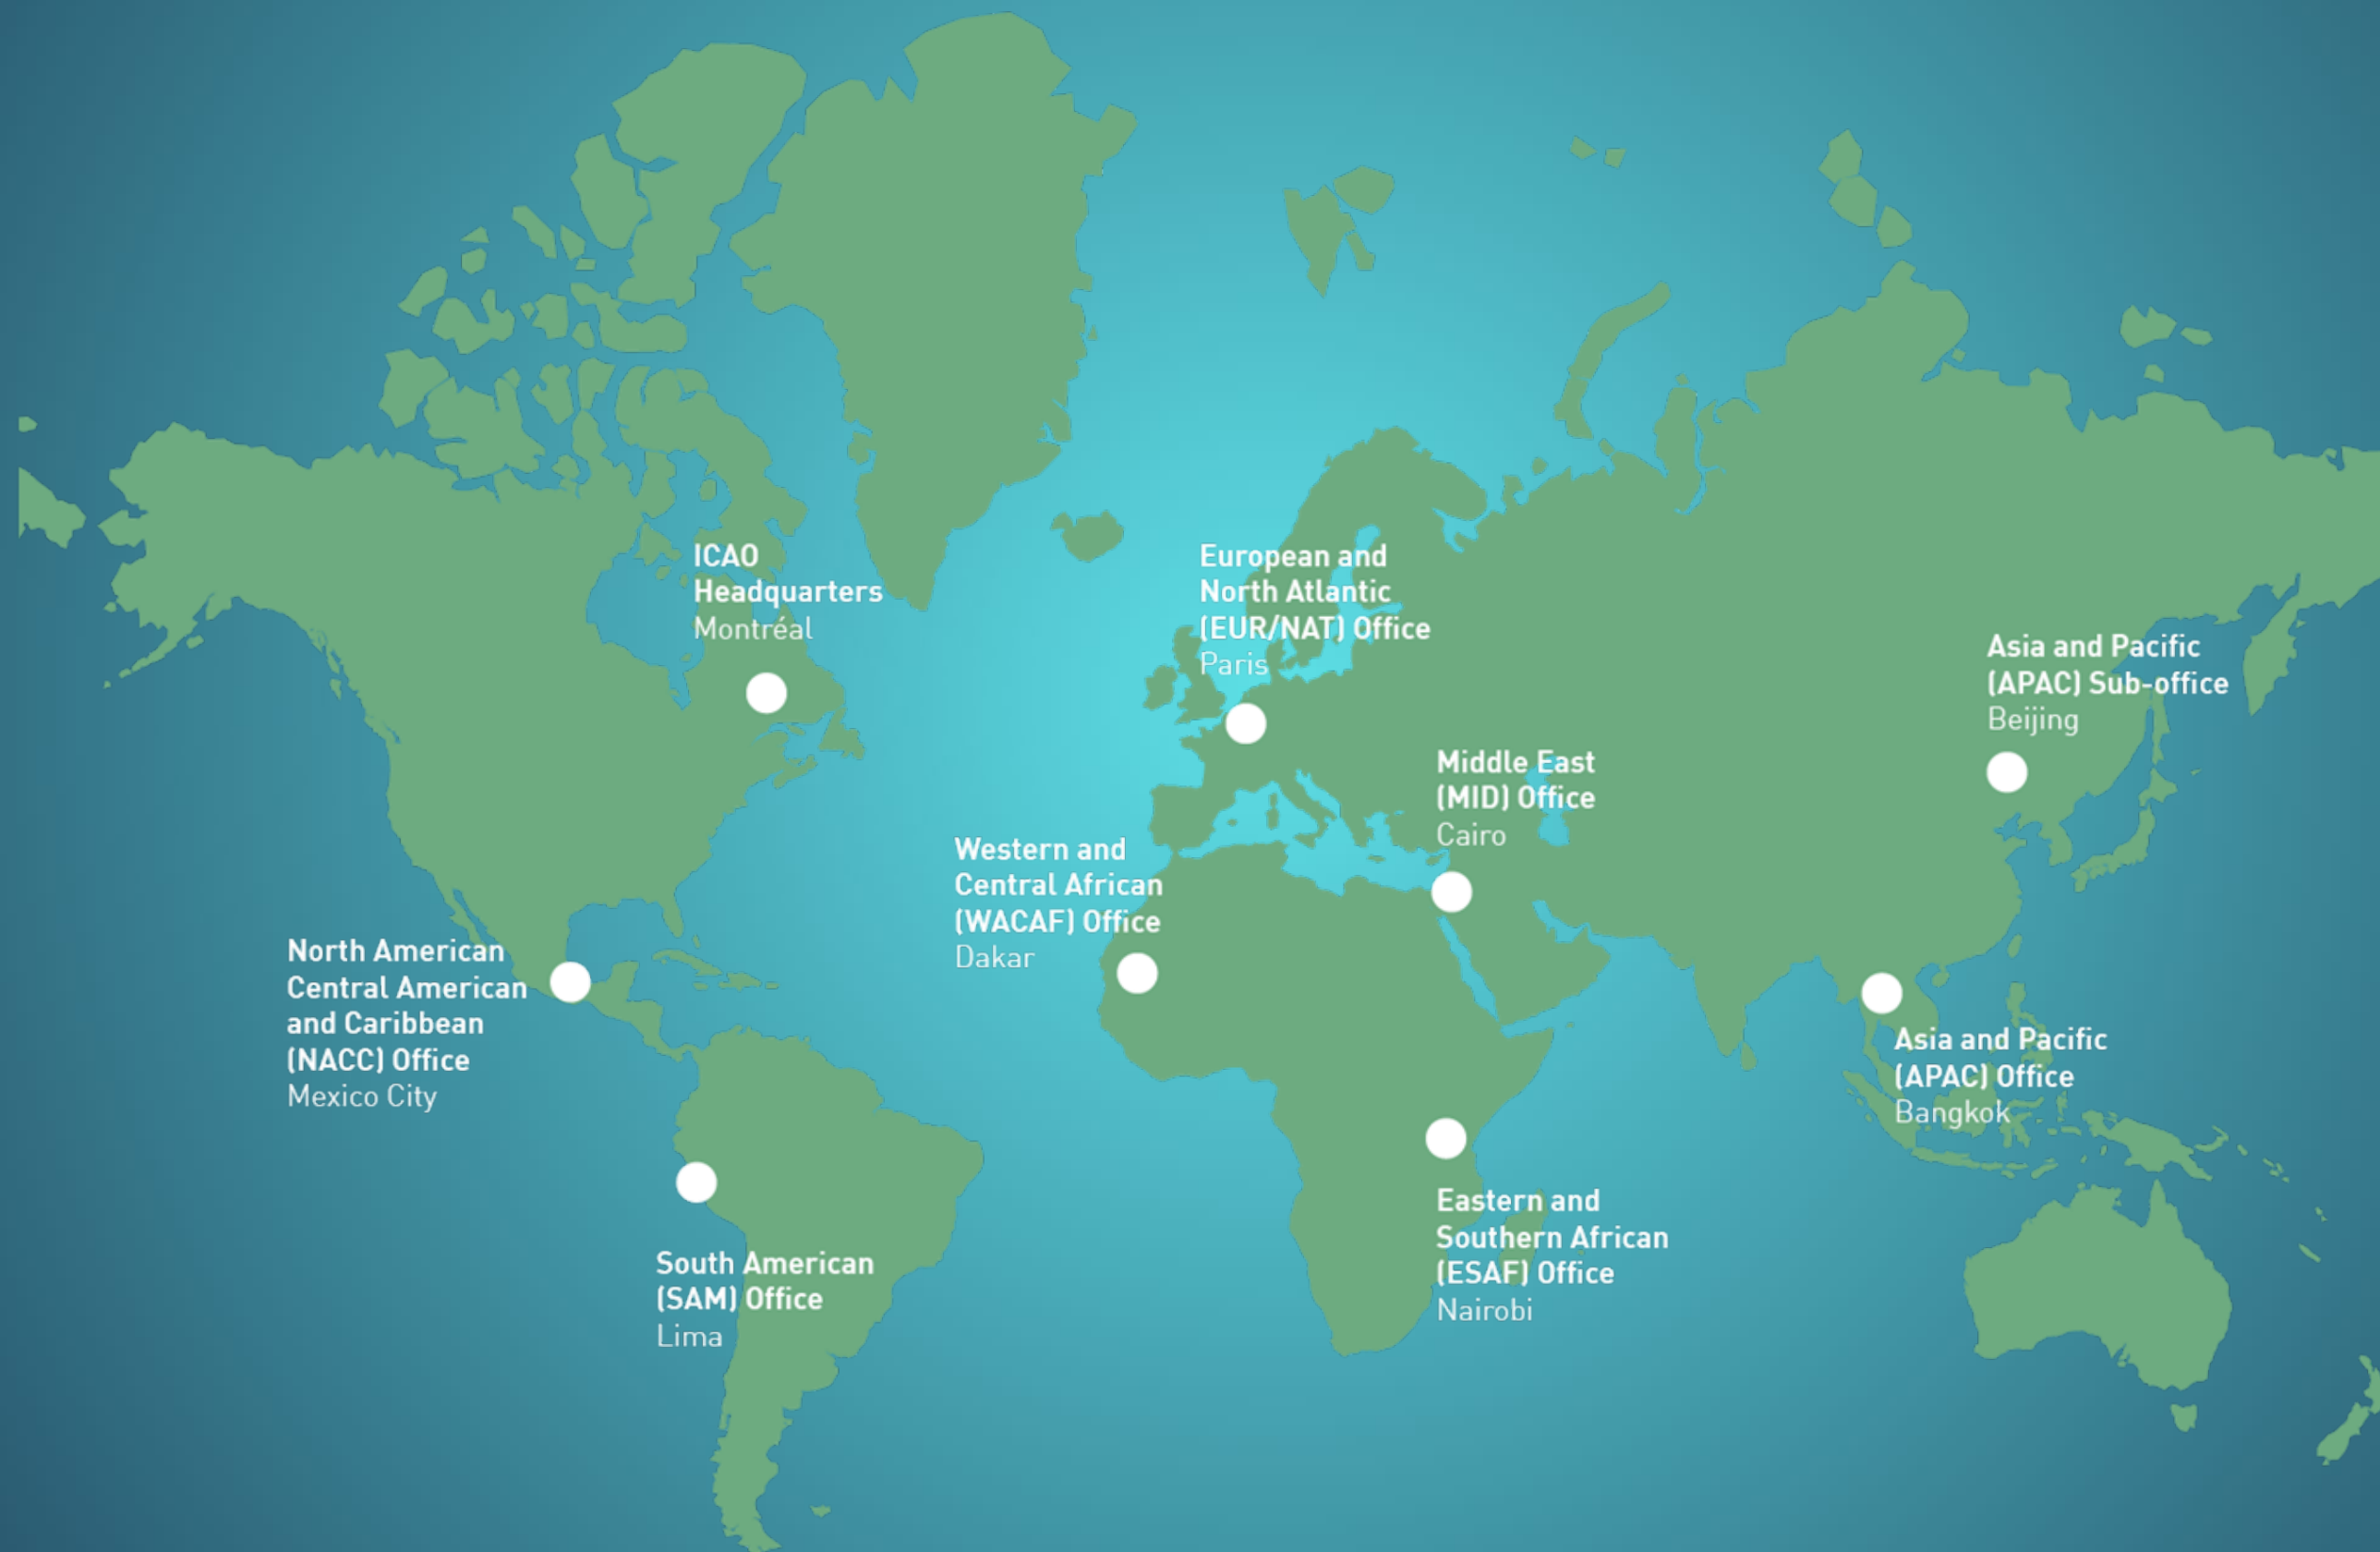 ICAO
Headquarters
Montréal
European and
North Atlantic
(EUR/NAT) Office
Paris
Asia and Pacific
(APAC) Sub-office
Beijing
Middle East
(MID) Office
Cairo
Western and
Central African
(WACAF) Office
Dakar
North American
Central American
and Caribbean
(NACC) Office
Mexico City
Asia and Pacific
(APAC) Office
Bangkok
Eastern and
Southern African
(ESAF) Office
Nairobi
South American
(SAM) Office
Lima